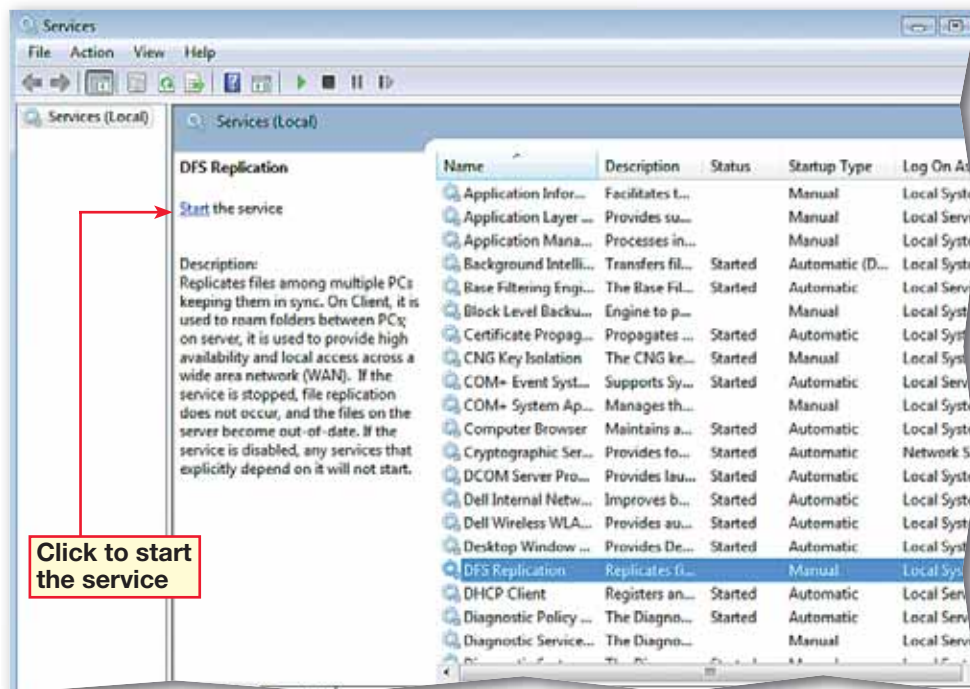 Services
File Action View Help
Services (Local)
Services (Local)
DFS Replication
Start the service
Description:
Replicates files among multiple PCs
keeping them in sync. On Client, it is
used to roam folders between PCs;
on server, it is used to provide high
availability and local access across a
wide area network (WAN). If the
service is stopped, file replication
does not occur, and the files on the
server become out-of-date. If the
service is disabled, any services that
explicitly depend on it will not start.
Click to start
the service
Name Description Status Startup Type Log On As
Application Infor... Facilitates t... Manual Local Syste
Application Layer ... Provides su... Manual Local Servi
Application Mana... Processes in... Manual Local Syste
Background Intelli... Transfers fil... Started Automatic (D... Local Syste
Base Filtering Engi... The Base Fil... Started Automatic Local Serv
Block Level Backu... Engine to p... Manual Local Syst
Certificate Propag... Propagates ... Started Automatic Local Syst
CNG Key Isolation The CNG ke... Started Manual Local Syst
COM+ Event Syst... Supports Sy... Started Automatic Local Serv
COM+ System Ap... Manages th... Manual Local Syste
Computer Browser Maintains a... Started Automatic Local Syste
Cryptographic Ser... Provides fo... Started Automatic Network S
DCOM Server Pro... Provides lau... Started Automatic Local Syste
Dell Internal Netw... Improves b... Started Automatic Local Syste
Dell Wireless WLA... Provides au... Started Automatic Local Syst
Desktop Window ... Provides De... Started Automatic Local Syst
DFS Replication Replicates fi... Manual Local Sys
DHCP Client Registers an... Started Automatic Local Serv
Diagnostic Policy ... The Diagno... Started Automatic Local Serv
Diagnostic Service... The Diagno... Manual Local Servi